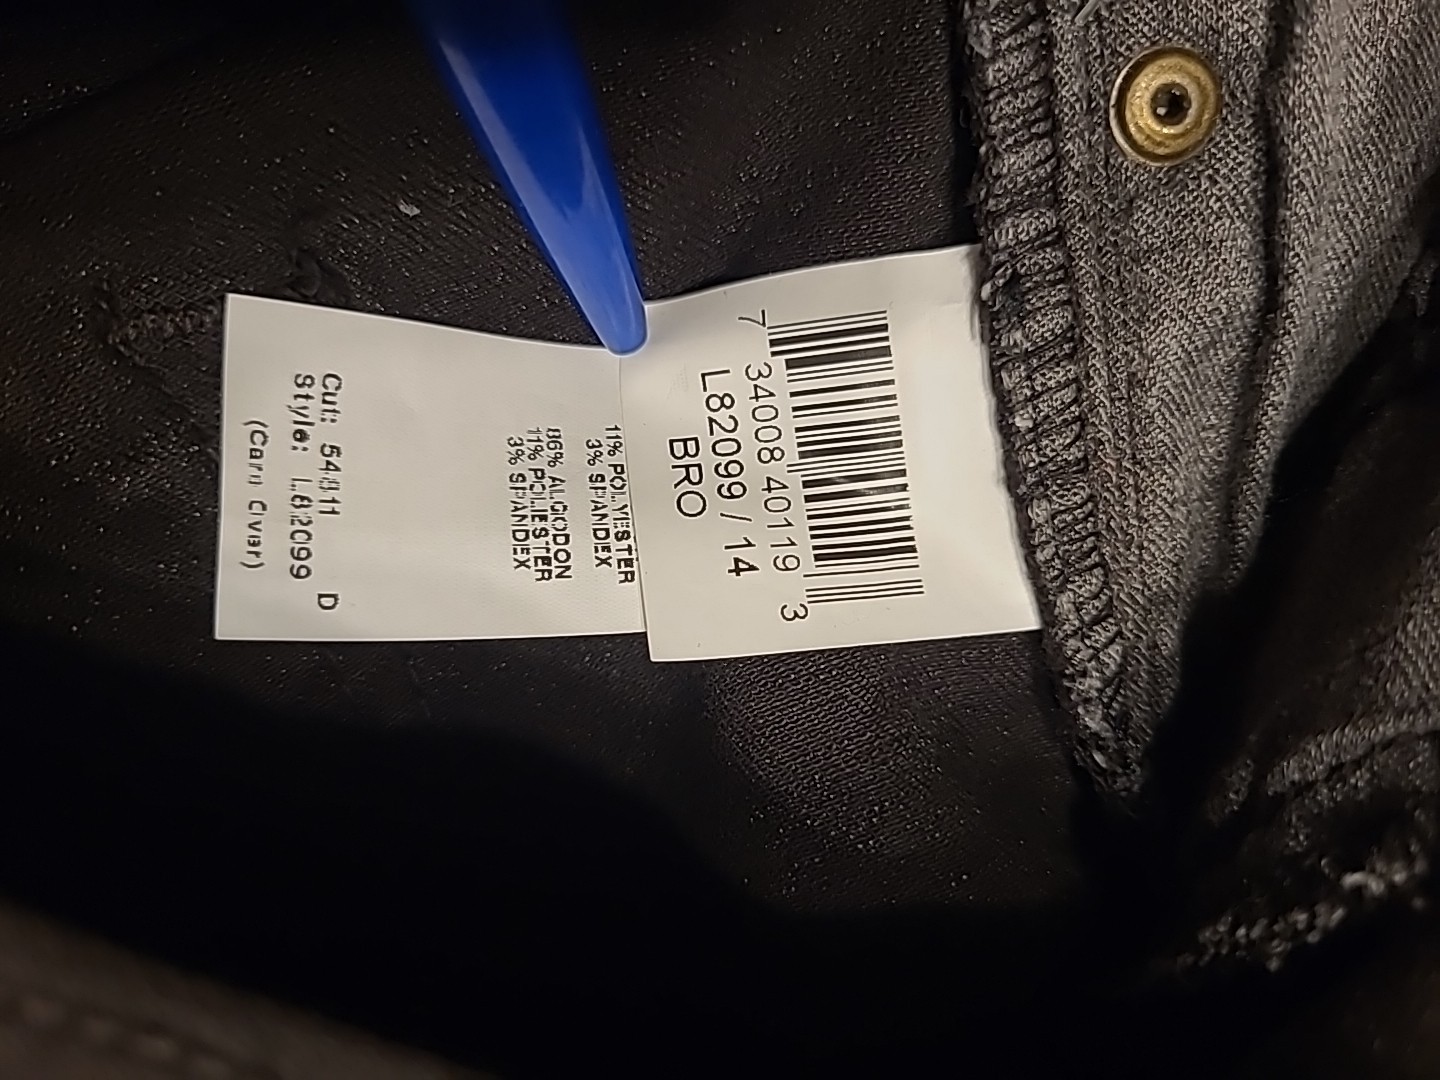 7 34008 40119 3
L82099 / 14
BRO
11% POLYESTER
3% SPANDEX
86% ALGODON
11% POLIESTER
3% SPANDEX
Cut: D
Style: L82099